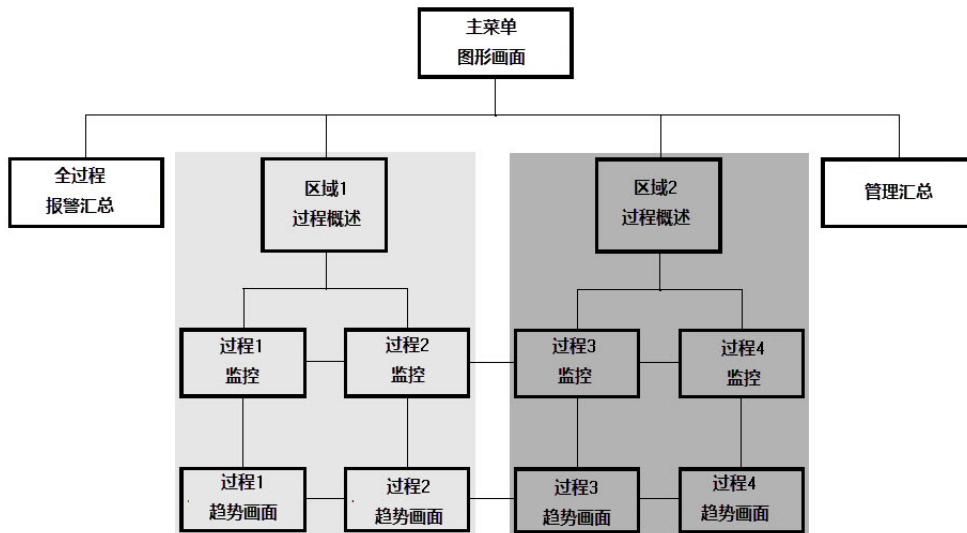 主菜单
图形画面
全过程
报警汇总
区域1
过程概述
区域2
过程概述
管理汇总
过程1
监控
过程2
监控
过程3
监控
过程4
监控
过程1
趋势画面
过程2
趋势画面
过程3
趋势画面
过程4
趋势画面